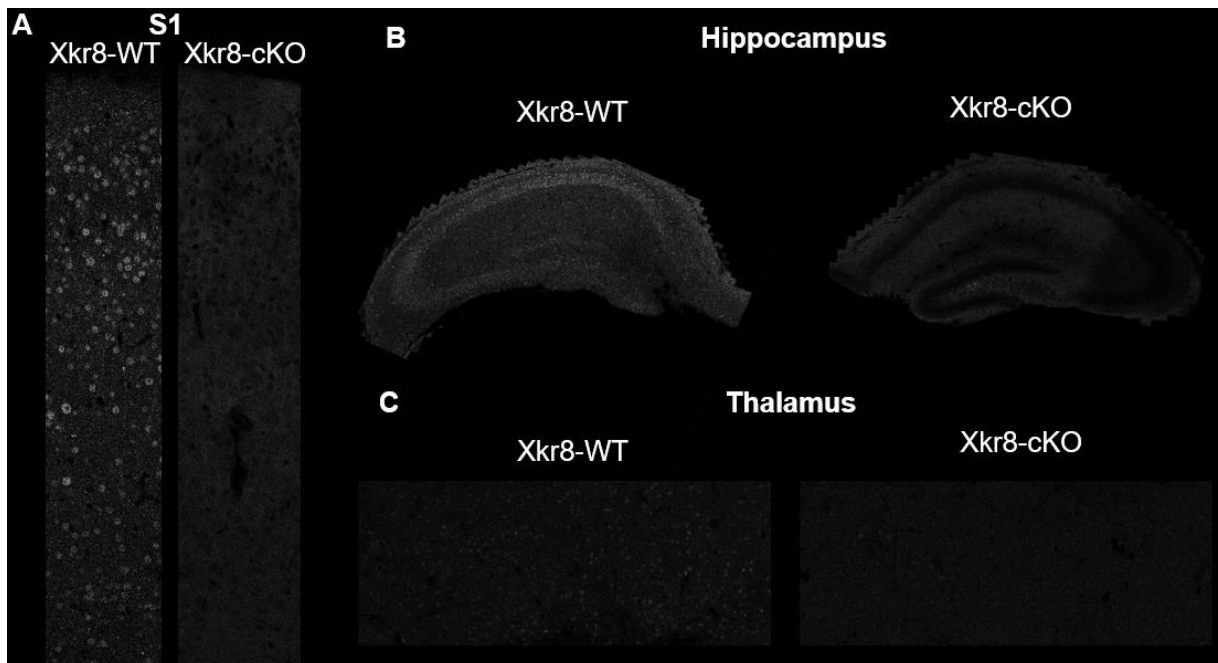 A S1
Xkr8-WT Xkr8-cKO
B Hippocampus
Xkr8-WT Xkr8-cKO
C Thalamus
Xkr8-WT Xkr8-cKO